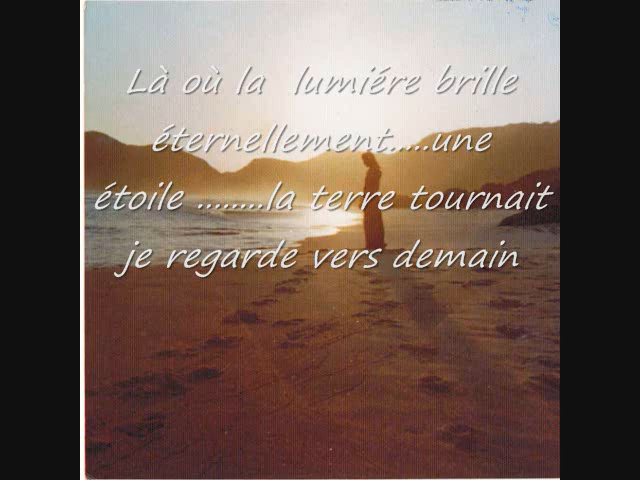 Là où la lumiére brille
éternellement.....une
étoile ........la terre tournait
je regarde vers demain